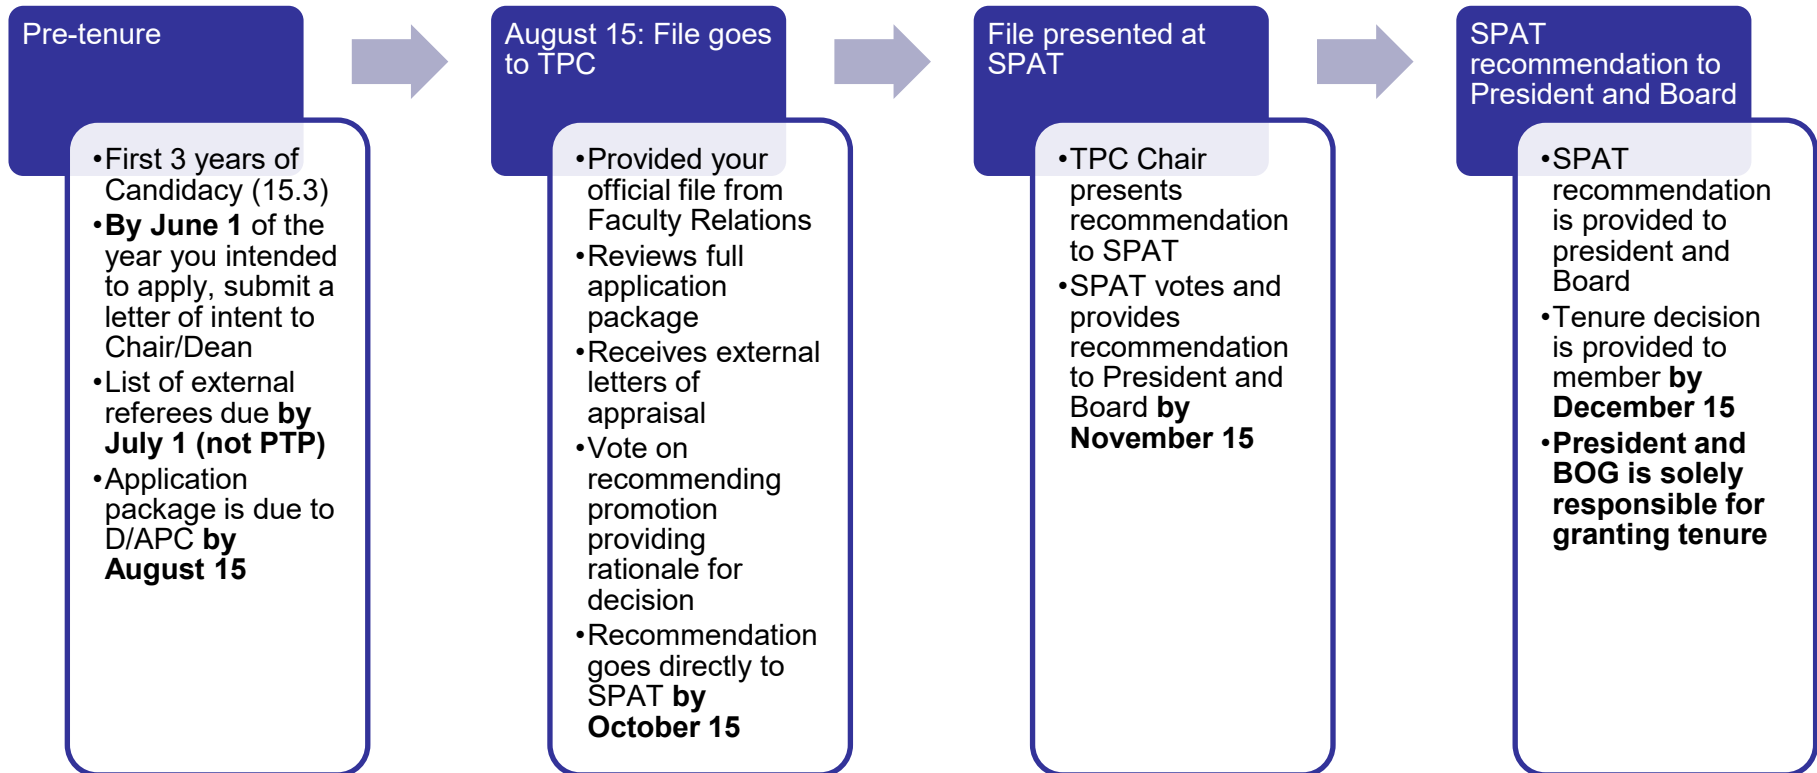 Pre-tenure
•First 3 years of
Candidacy (15.3)
•By June 1 of the
year you intended
to apply, submit a
letter of intent to
Chair/Dean
•List of external
referees due by
July 1 (not PTP)
•Application
package is due to
D/APC by
August 15
August 15: File goes
to TPC
•Provided your
official file from
Faculty Relations
•Reviews full
application
package
•Receives external
letters of
appraisal
•Vote on
recommending
promotion
providing
rationale for
decision
•Recommendation
goes directly to
SPAT by
October 15
File presented at
SPAT
•TPC Chair
presents
recommendation
to SPAT
•SPAT votes and
provides
recommendation
to President and
Board by
November 15
SPAT
recommendation to
President and Board
•SPAT
recommendation
is provided to
president and
Board
•Tenure decision
is provided to
member by
December 15
•President and
BOG is solely
responsible for
granting tenure